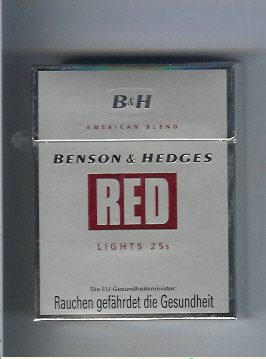 B&H
AMERICAN BLEND
BENSON & HEDGES
RED
LIGHTS 25s
Die EU-Gesundheitsminister:
Rauchen gefährdet die Gesundheit